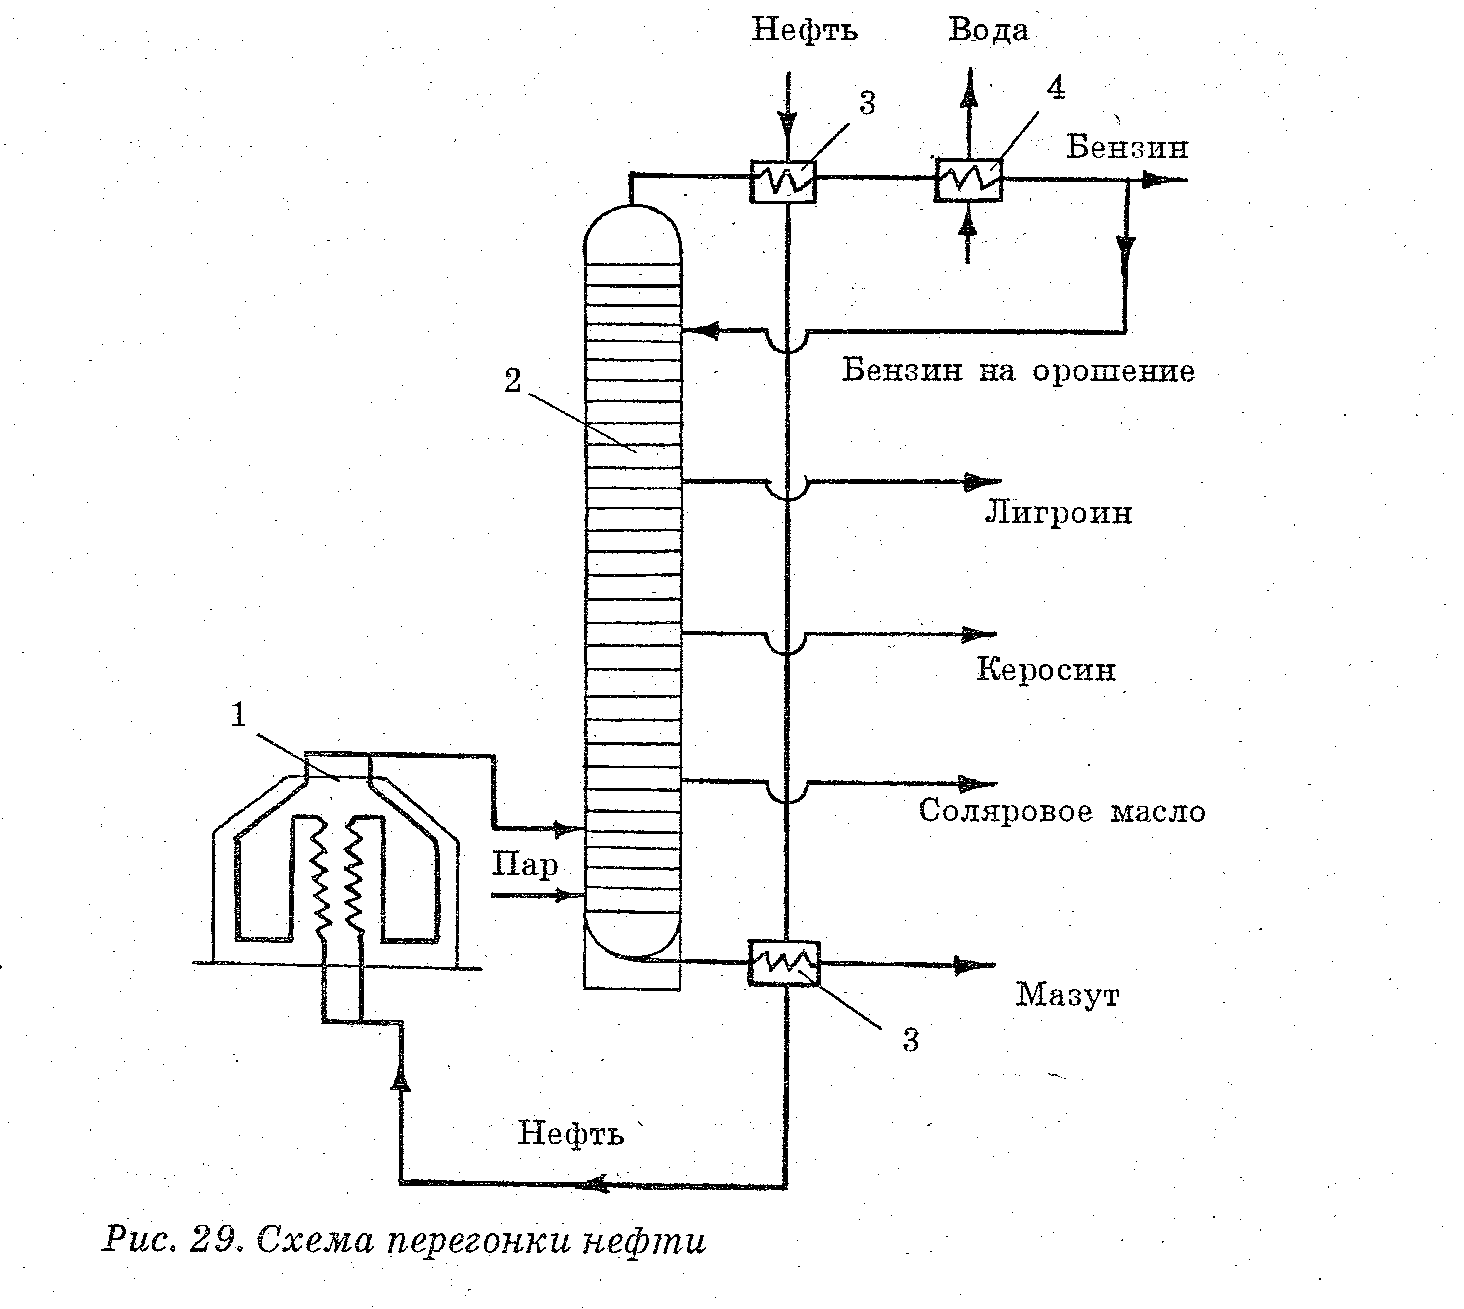 Нефть
Вода
3
4
Бензин
Бензин на орошение
2
Лигроин
Керосин
1
Соляровое масло
Пар
Мазут
3
Нефть
Рис. 29. Схема перегонки нефти